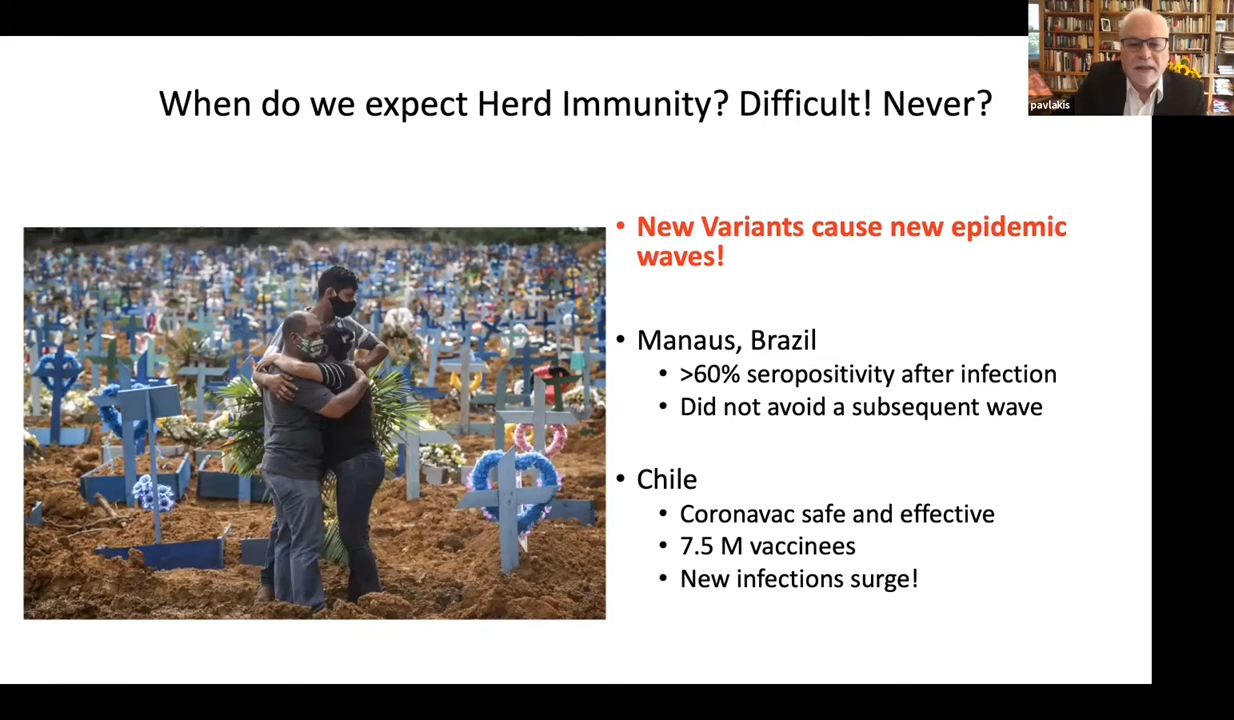 pavlakis
When do we expect Herd Immunity? Difficult! Never?
• New Variants cause new epidemic
waves!
• Manaus, Brazil
• >60% seropositivity after infection
• Did not avoid a subsequent wave
• Chile
• Coronavac safe and effective
• 7.5 M vaccinees
• New infections surge!